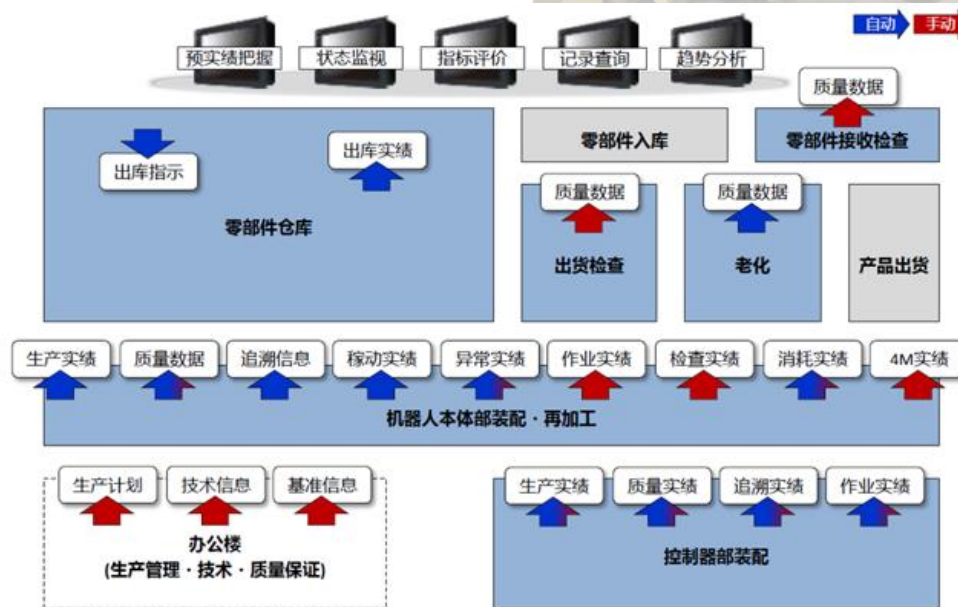 自动
手动
预实绩把握
状态监视
指标评价
记录查询
趋势分析
质量数据
出库指示
出库实绩
零部件仓库
零部件入库
零部件接收检查
质量数据
出货检查
质量数据
老化
产品出货
生产实绩
质量数据
追溯信息
稼动实绩
异常实绩
作业实绩
检查实绩
消耗实绩
4M实绩
机器人本体部装配·再加工
生产计划
技术信息
基准信息
办公楼
(生产管理·技术·质量保证)
生产实绩
质量实绩
追溯实绩
作业实绩
控制器部装配